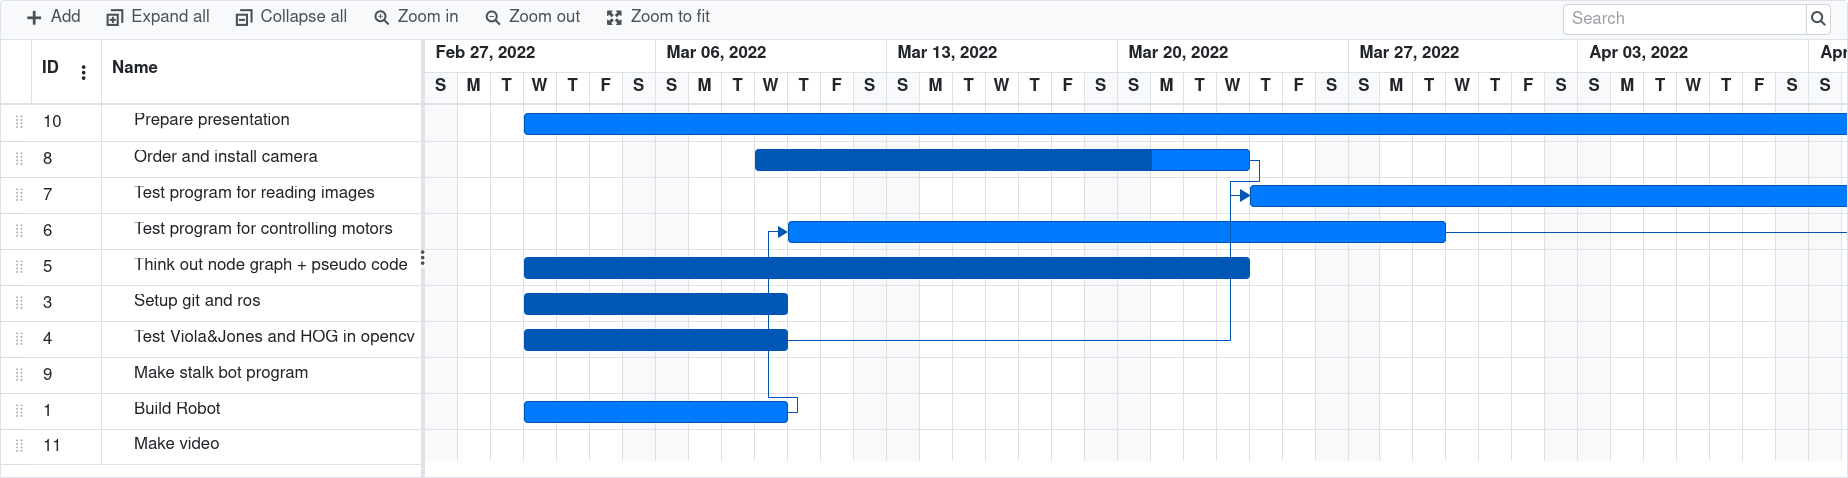 Add Expand all Collapse all Zoom in Zoom out Zoom to fit Search
ID Name Feb 27, 2022 Mar 06, 2022 Mar 13, 2022 Mar 20, 2022 Mar 27, 2022 Apr 03, 2022 Apr
S M T W T F S S M T W T F S S M T W T F S S M T W T F S S M T W T F S S M T W T F S S
10 Prepare presentation
8 Order and install camera
7 Test program for reading images
6 Test program for controlling motors
5 Think out node graph + pseudo code
3 Setup git and ros
4 Test Viola&Jones and HOG in opencv
9 Make stalk bot program
1 Build Robot
11 Make video